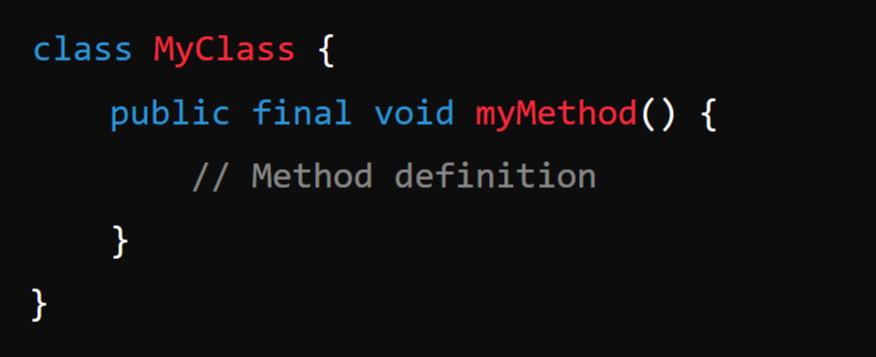 class MyClass {
public final void myMethod() {
// Method definition
}
}